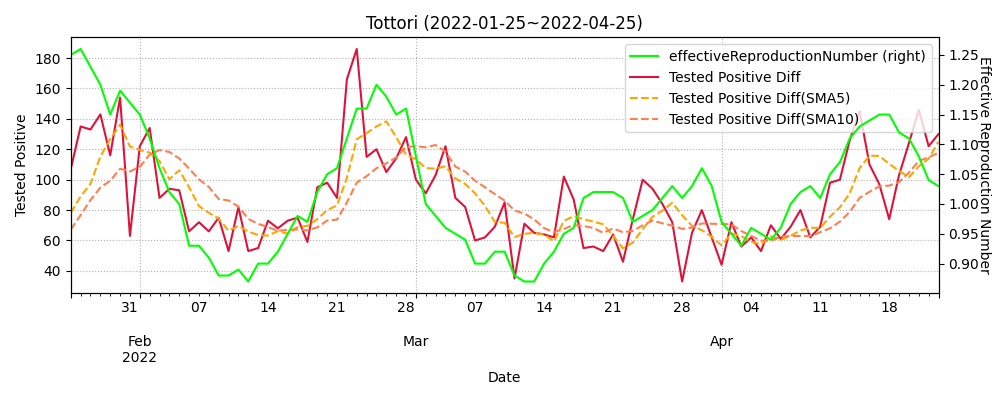 Tottori (2022-01-25~2022-04-25)
effectiveReproductionNumber (right)
Tested Positive Diff
Tested Positive Diff(SMA5)
Tested Positive Diff(SMA10)
Tested Positive
180
160
140
120
100
80
60
40
1.25
1.20
1.15
1.10
1.05
1.00
0.95
0.90
Effective Reproduction Number
31 07 14 21 28 07 14 21 28 04 11 18
Feb Mar Apr
2022
Date